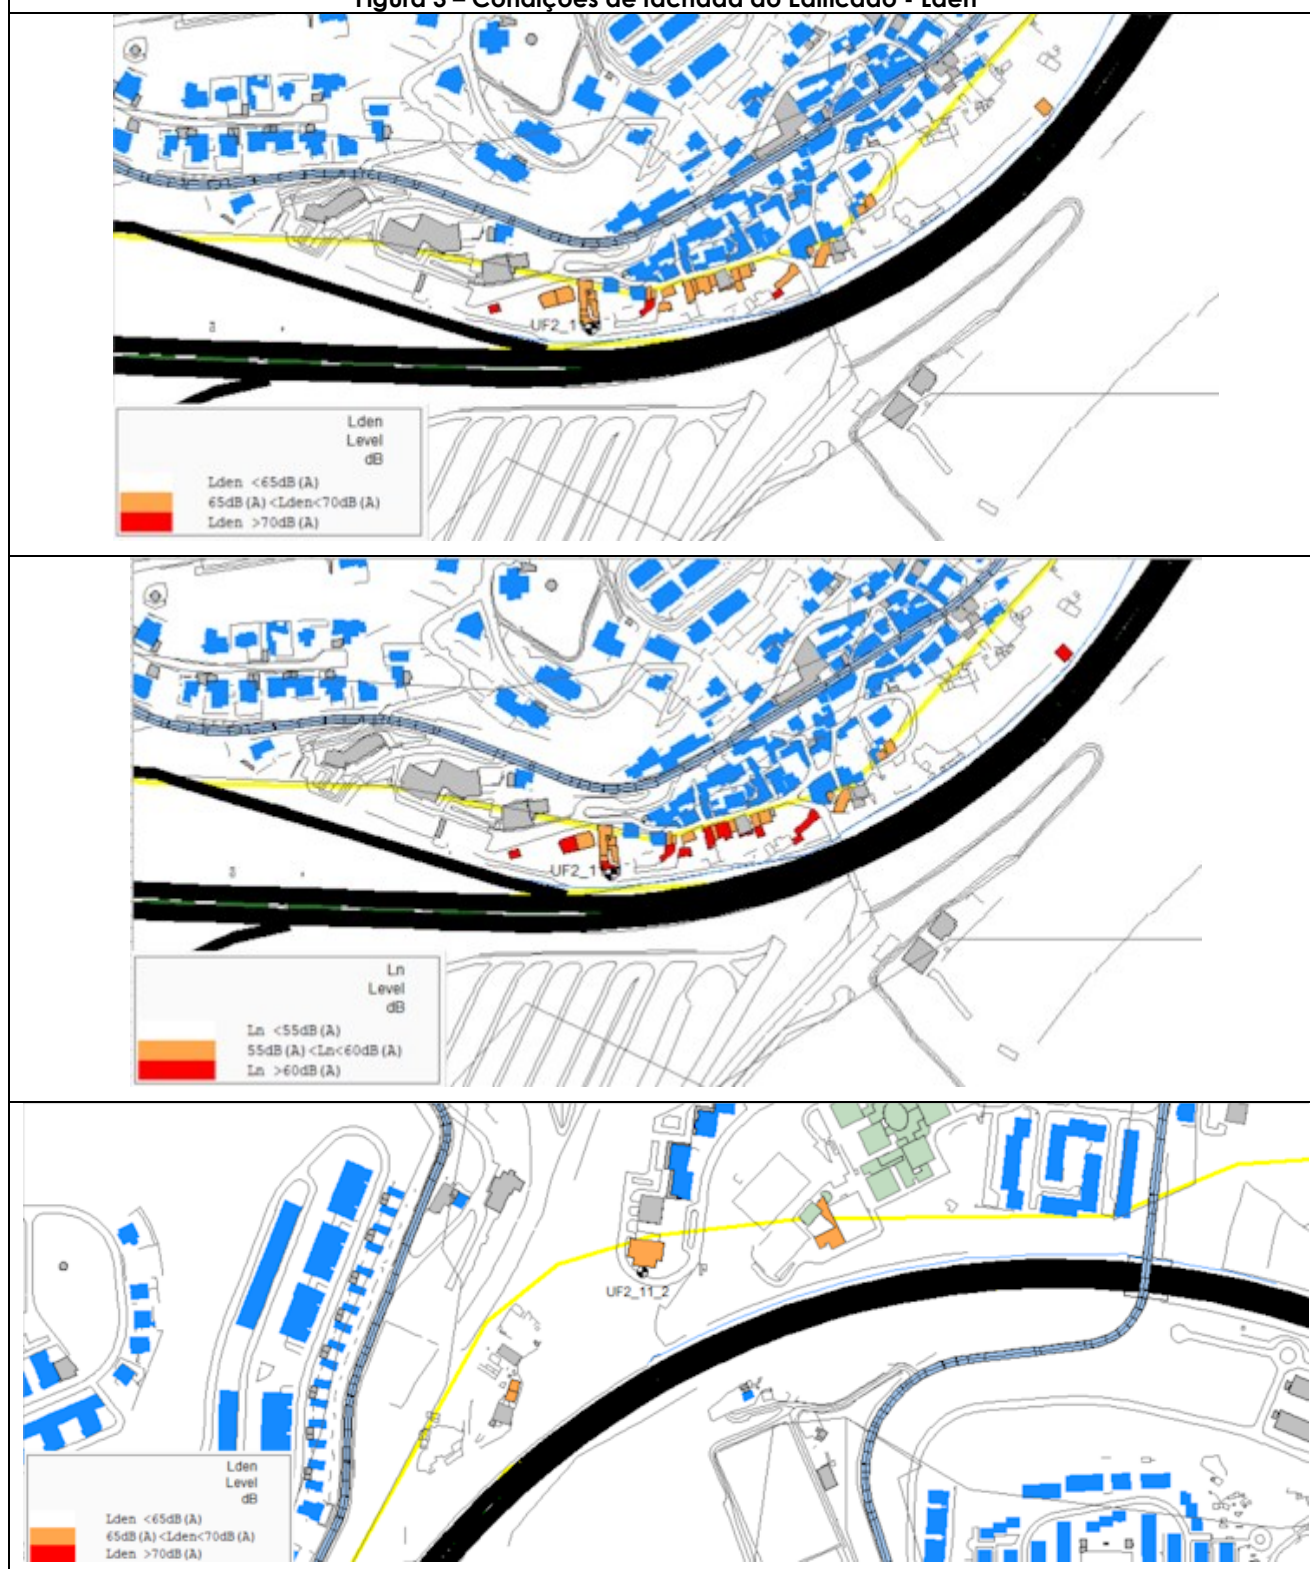 Figura 3 – Condições de fachada do Edificado - Lden
UF2_1
Lden
Level
dB
Lden <65dB(A)
65dB(A)<Lden<70dB(A)
Lden >70dB(A)
UF2_1
Ln
Level
dB
Ln <55dB(A)
55dB(A)<Ln<60dB(A)
Ln >60dB(A)
UF2_11_2
Lden
Level
dB
Lden <65dB(A)
65dB(A)<Lden<70dB(A)
Lden >70dB(A)